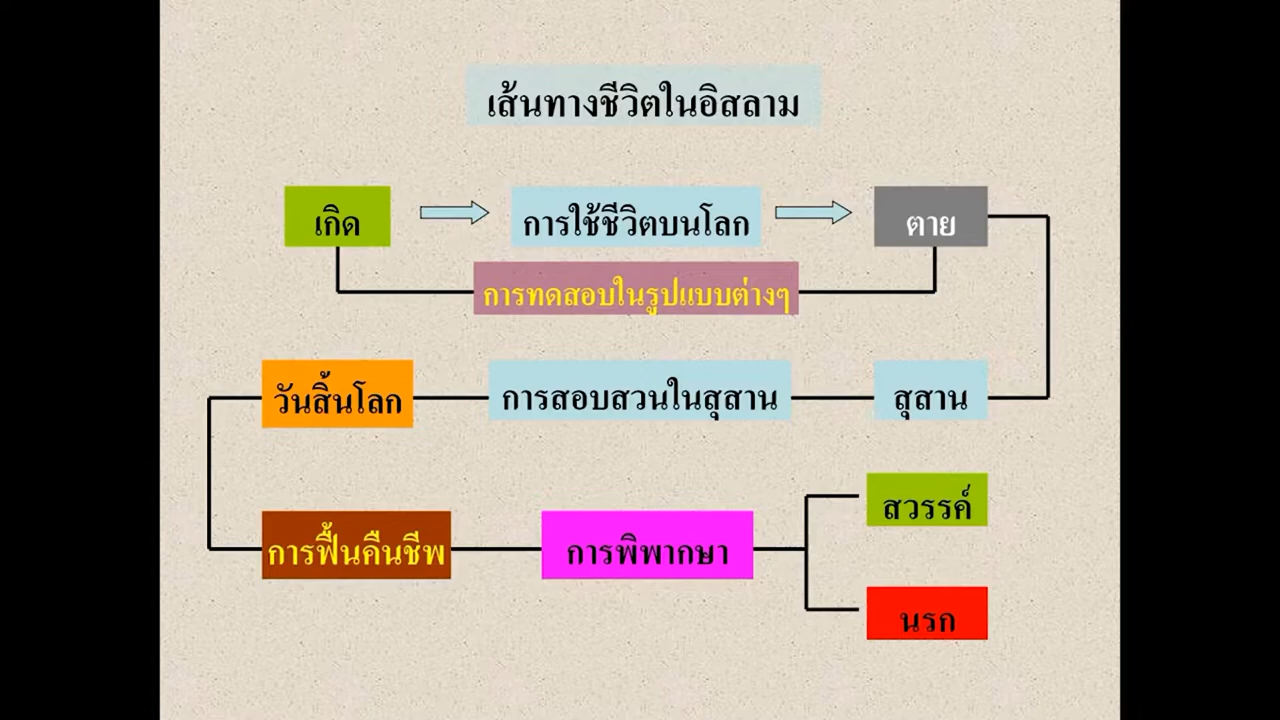 เส้นทางชีวิตในอิสลาม
เกิด
การใช้ชีวิตบนโลก
ตาย
การทดสอบในรูปแบบต่างๆ
วันสิ้นโลก
การสอบสวนในสุสาน
สุสาน
การฟื้นคืนชีพ
การพิพากษา
สวรรค์
นรก